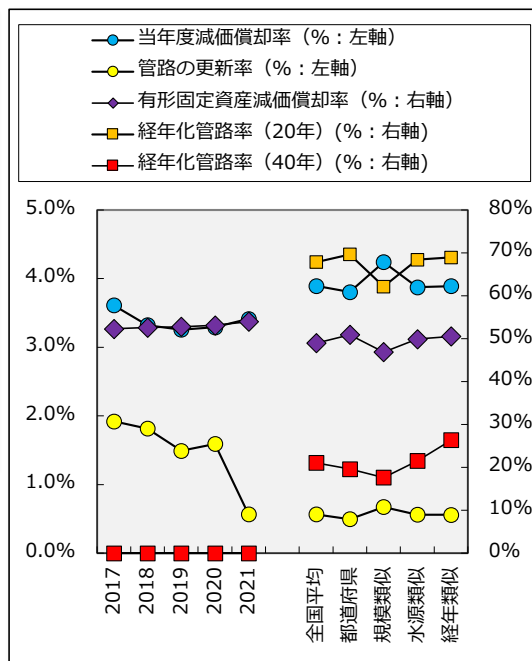 当年度減価償却率（%：左軸）
管路の更新率（%：左軸）
有形固定資産減価償却率（%：右軸）
経年化管路率（20年）(%：右軸)
経年化管路率（40年）(%：右軸)
5.0%
4.0%
3.0%
2.0%
1.0%
0.0%
80%
70%
60%
50%
40%
30%
20%
10%
0%
2017
2018
2019
2020
2021
全国平均
都道府県
規模類似
水源類似
経年類似